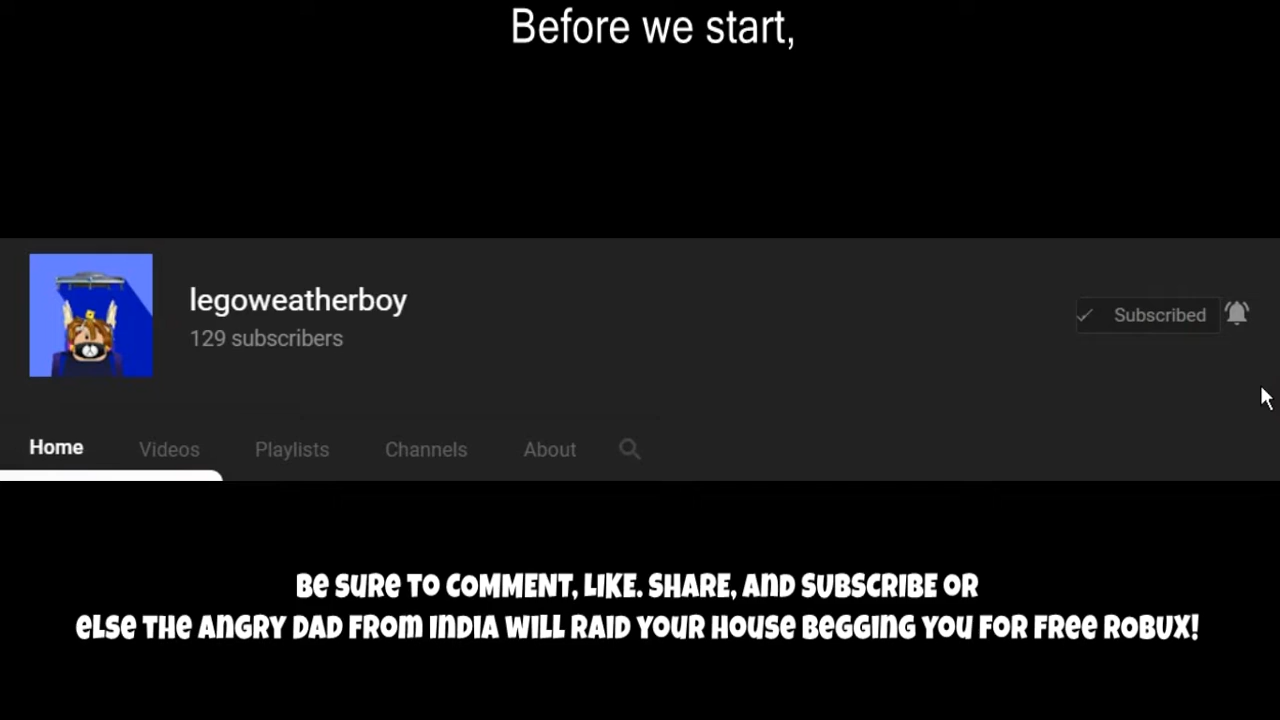 Before we start,
legoweatherboy
129 subscribers
Subscribed
Home Videos Playlists Channels About
Be sure to comment, like. share, and subscribe or
else the angry dad from india will raid your house begging you for free robux!